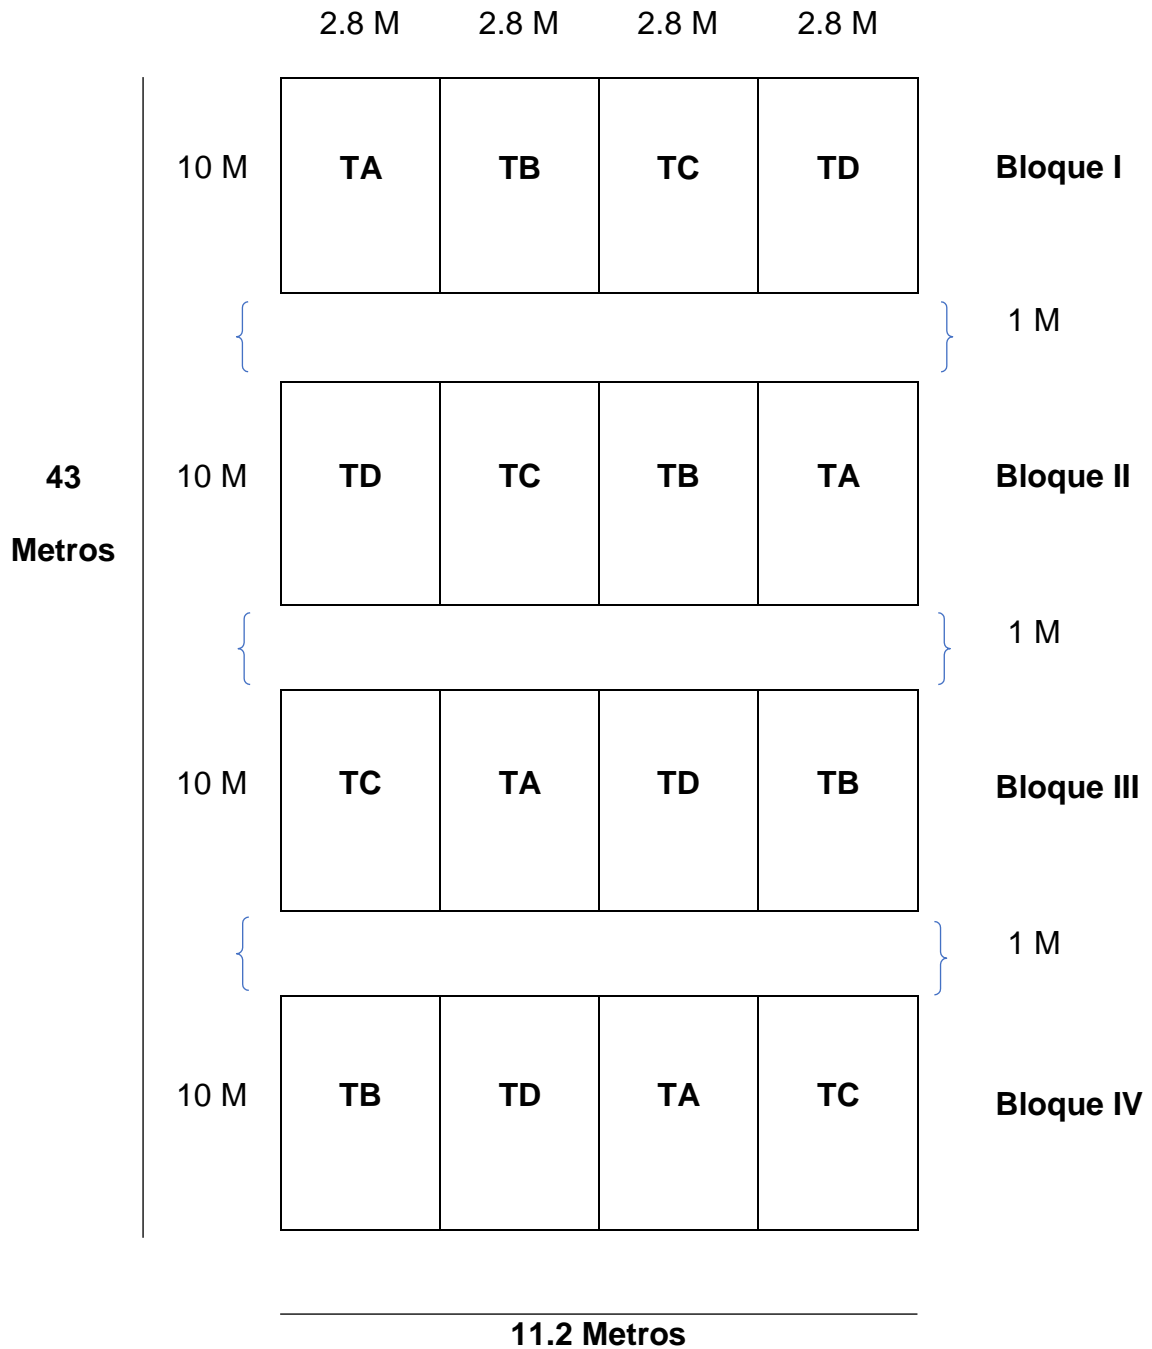 2.8 M 2.8 M 2.8 M 2.8 M
10 M TA TB TC TD Bloque I
1 M
43
Metros
10 M TD TC TB TA Bloque II
1 M
10 M TC TA TD TB Bloque III
1 M
10 M TB TD TA TC Bloque IV
11.2 Metros